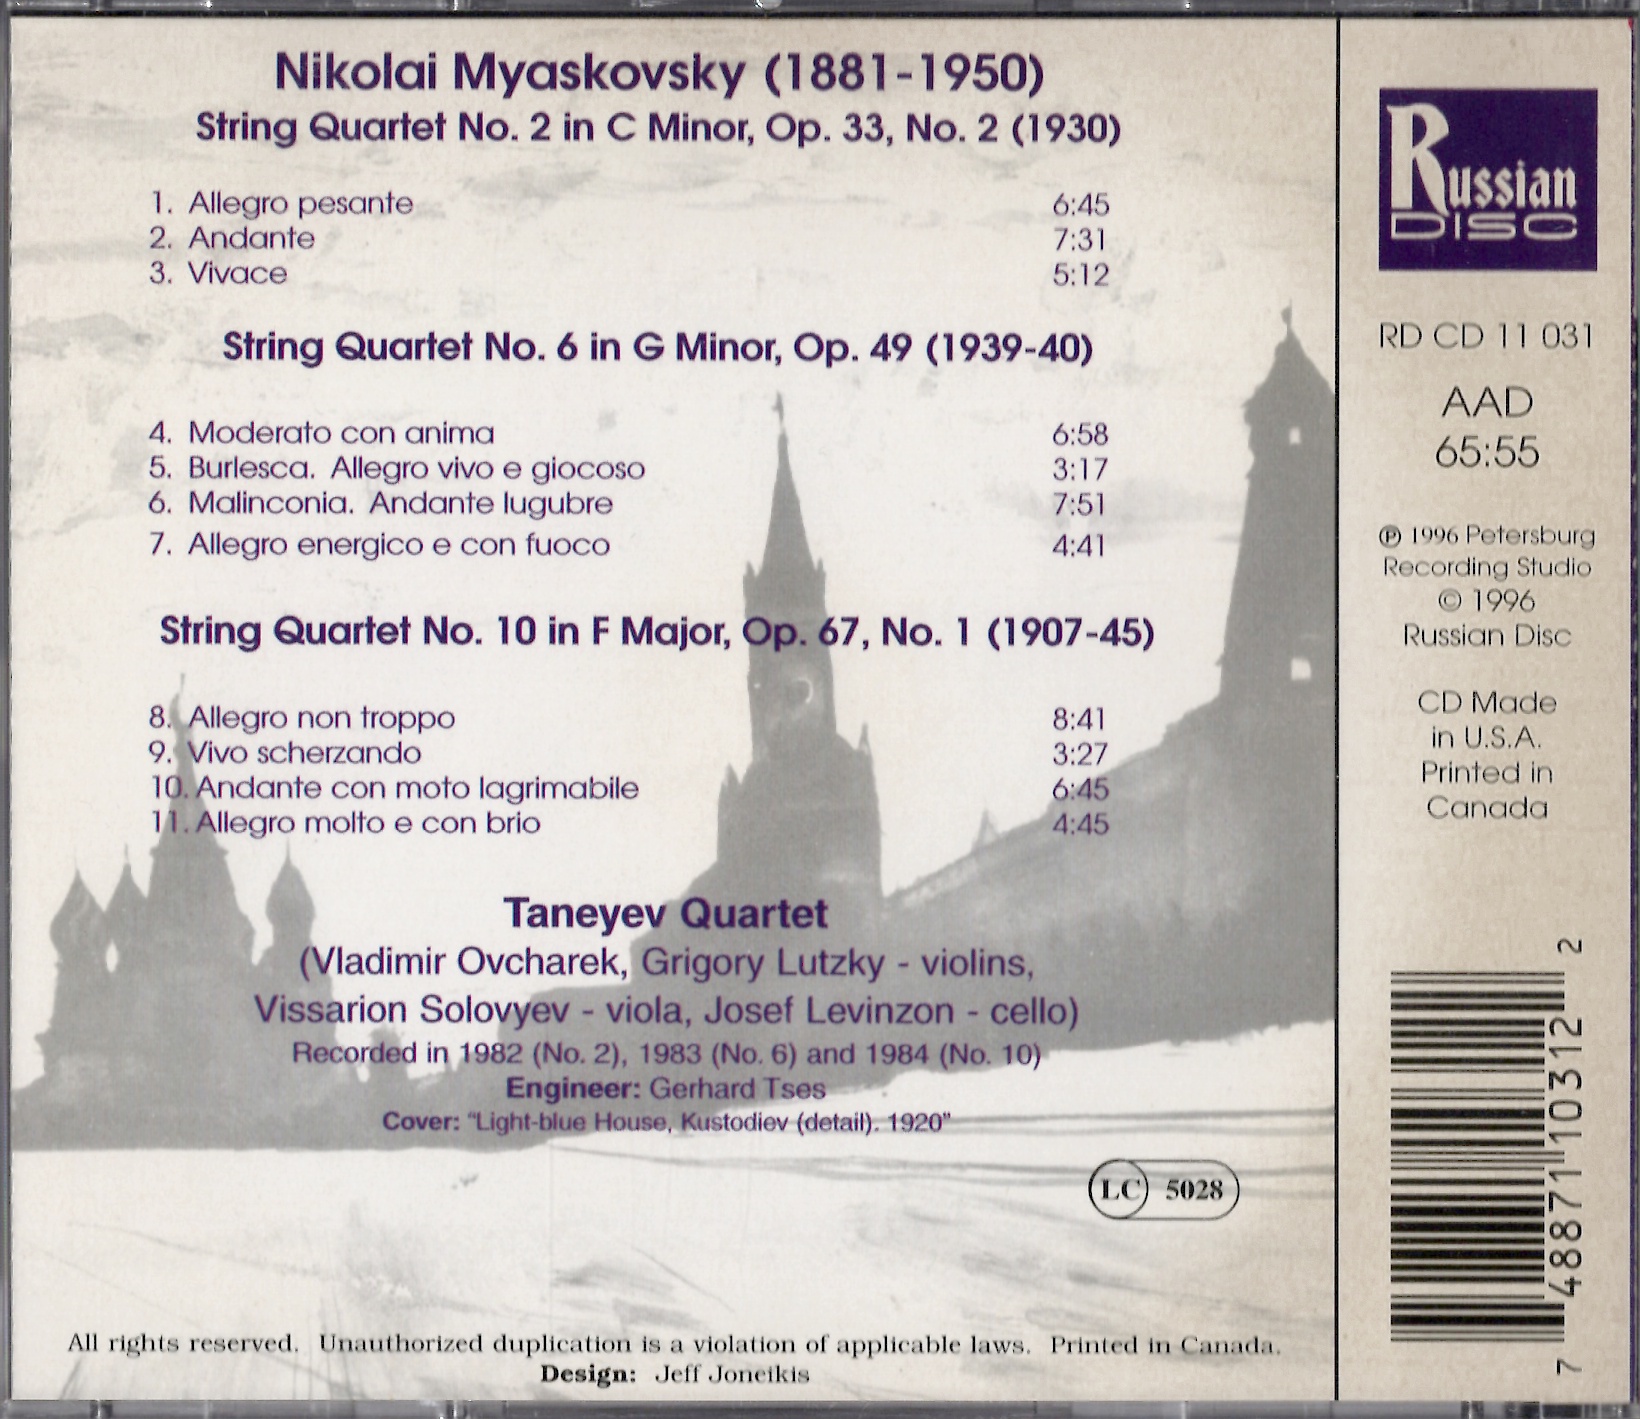 Nikolai Myaskovsky (1881-1950)
String Quartet No. 2 in C Minor, Op. 33, No. 2 (1930)
1. Allegro pesante 6:45
2. Andante 7:31
3. Vivace 5:12
String Quartet No. 6 in G Minor, Op. 49 (1939-40)
4. Moderato con anima 6:58
5. Burlesca. Allegro vivo e giocoso 3:17
6. Malinconia. Andante lugubre 7:51
7. Allegro energico e con fuoco 4:41
String Quartet No. 10 in F Major, Op. 67, No. 1 (1907-45)
8. Allegro non troppo 8:41
9. Vivo scherzando 3:27
10. Andante con moto lagrimabile 6:45
11. Allegro molto e con brio 4:45
Taneyev Quartet
(Vladimir Ovcharek, Grigory Lutzky - violins,
Vissarion Solovyev - viola, Josef Levinzon - cello)
Recorded in 1982 (No. 2), 1983 (No. 6) and 1984 (No. 10)
Engineer: Gerhard Tses
Cover: "Light-blue House, Kustodiev (detail). 1920"
LC 5028
All rights reserved. Unauthorized duplication is a violation of applicable laws. Printed in Canada.
Design: Jeff Joneikis
Russian
DISC
RD CD 11 031
AAD
65:55
℗ 1996 Petersburg
Recording Studio
© 1996
Russian Disc
CD Made
in U.S.A.
Printed in
Canada
7 48871 10312 2